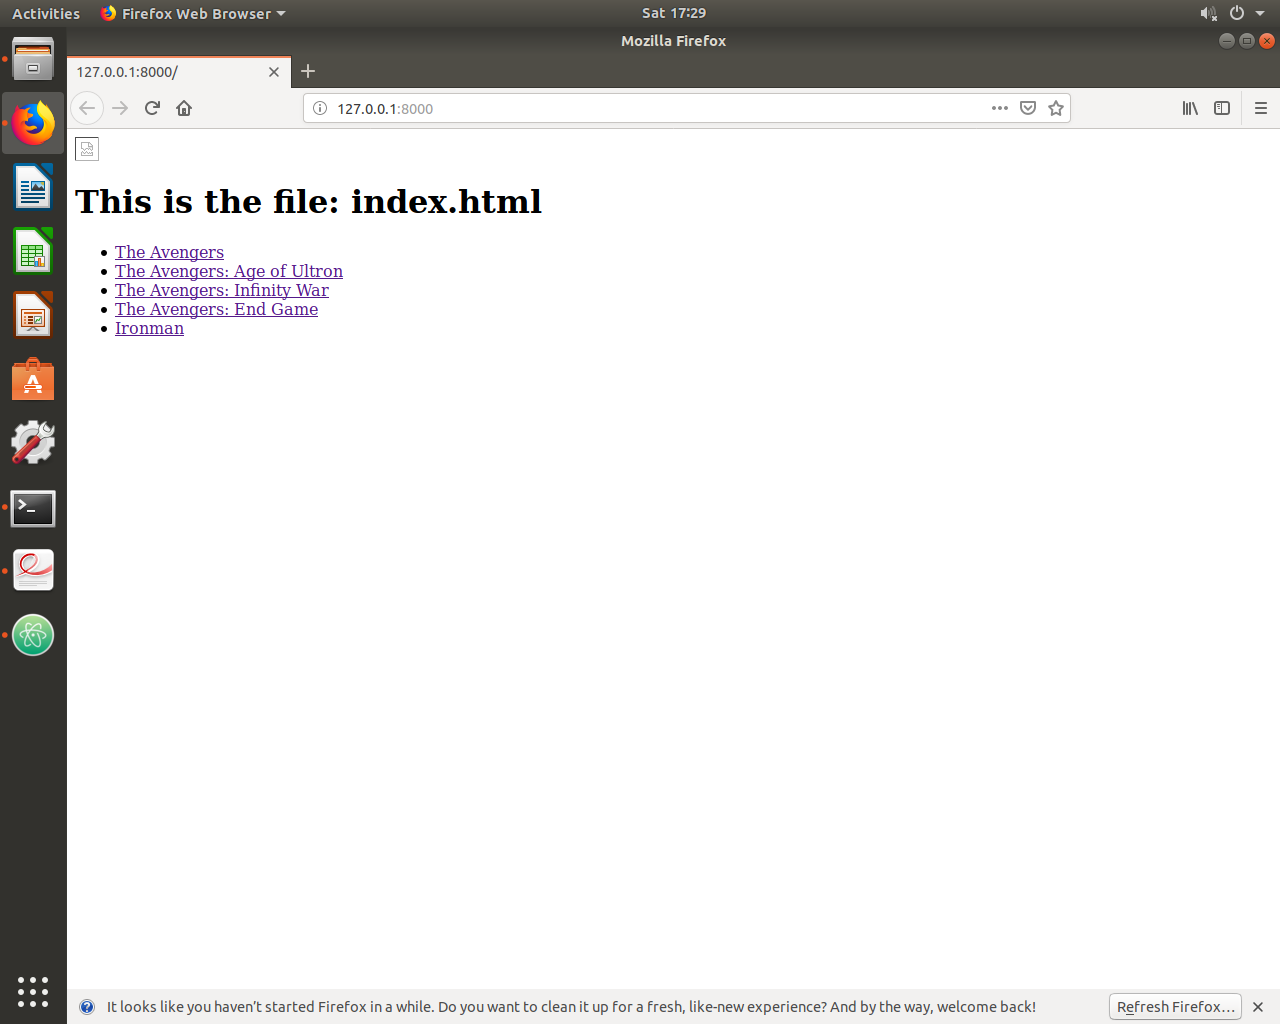 Activities Firefox Web Browser Sat 17:29
Mozilla Firefox
127.0.0.1:8000/
127.0.0.1:8000
This is the file: index.html
The Avengers
The Avengers: Age of Ultron
The Avengers: Infinity War
The Avengers: End Game
Ironman
It looks like you haven’t started Firefox in a while. Do you want to clean it up for a fresh, like-new experience? And by the way, welcome back! Refresh Firefox…